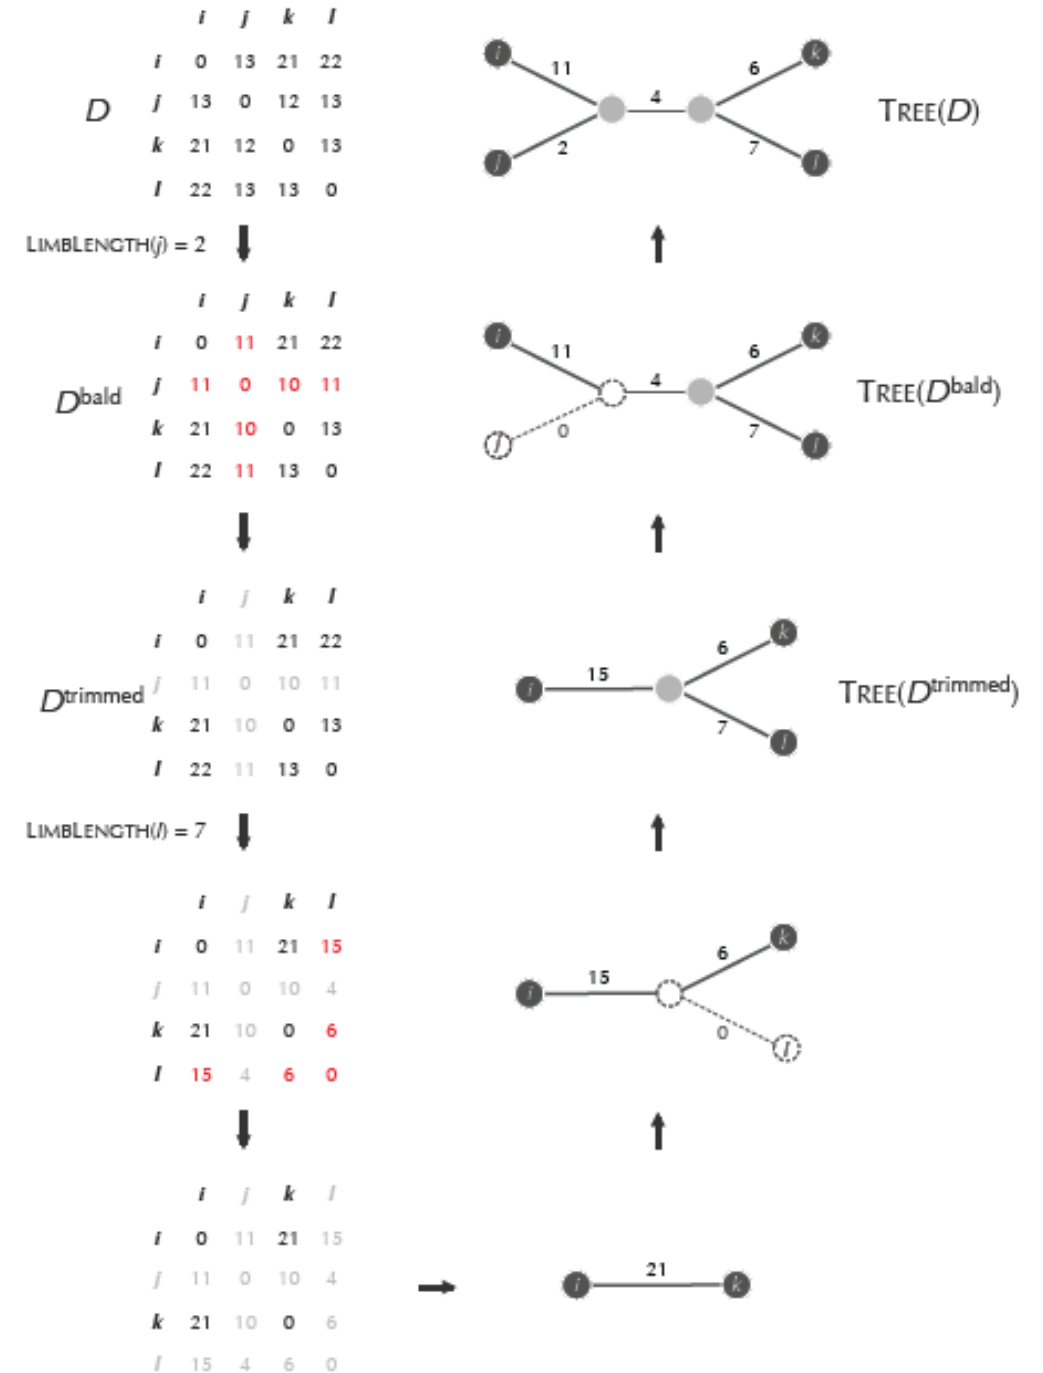 i j k l
i 0 13 21 22
D j 13 0 12 13
k 21 12 0 13
l 22 13 13 0
i 11 6 k
4
j 2 7 l
TREE(D)
LIMBLENGTH(j) = 2
i j k l
i 0 11 21 22
Dbald j 11 0 10 11
k 21 10 0 13
l 22 11 13 0
i 11 6 k
4
j 0 7 l
TREE(Dbald)
i j k l
i 0 11 21 22
Dtrimmed j 11 0 10 11
k 21 10 0 13
l 22 11 13 0
6 k
i 15
7 l
TREE(Dtrimmed)
LIMBLENGTH(l) = 7
i j k l
i 0 11 21 15
j 11 0 10 4
k 21 10 0 6
l 15 4 6 0
6 k
i 15
0 l
i j k l
i 0 11 21 15
j 11 0 10 4
k 21 10 0 6
l 15 4 6 0
i 21 k